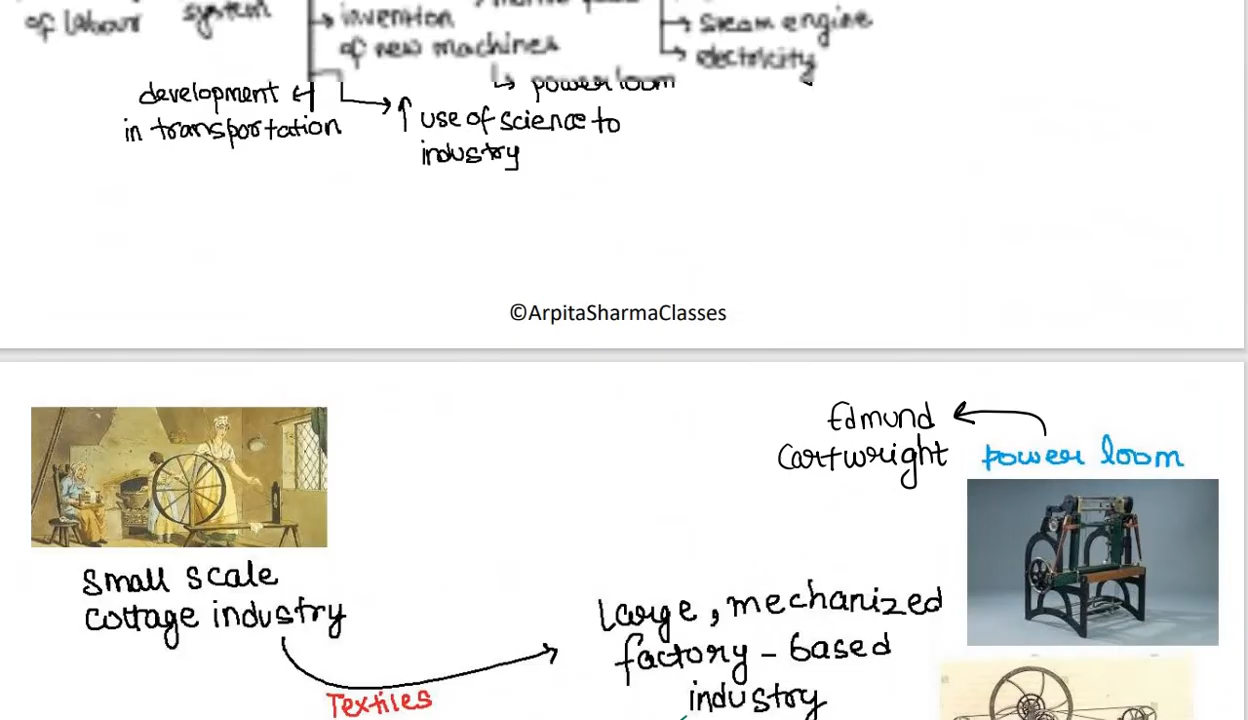 of labour system
invention
of new machines
steam engine
electricity
↳ power loom
development
in transportation
↑ use of science to
industry
©ArpitaSharmaClasses
Edmund
Cartwright
power loom
small scale
cottage industry
Textiles
large, mechanized
factory - based
industry